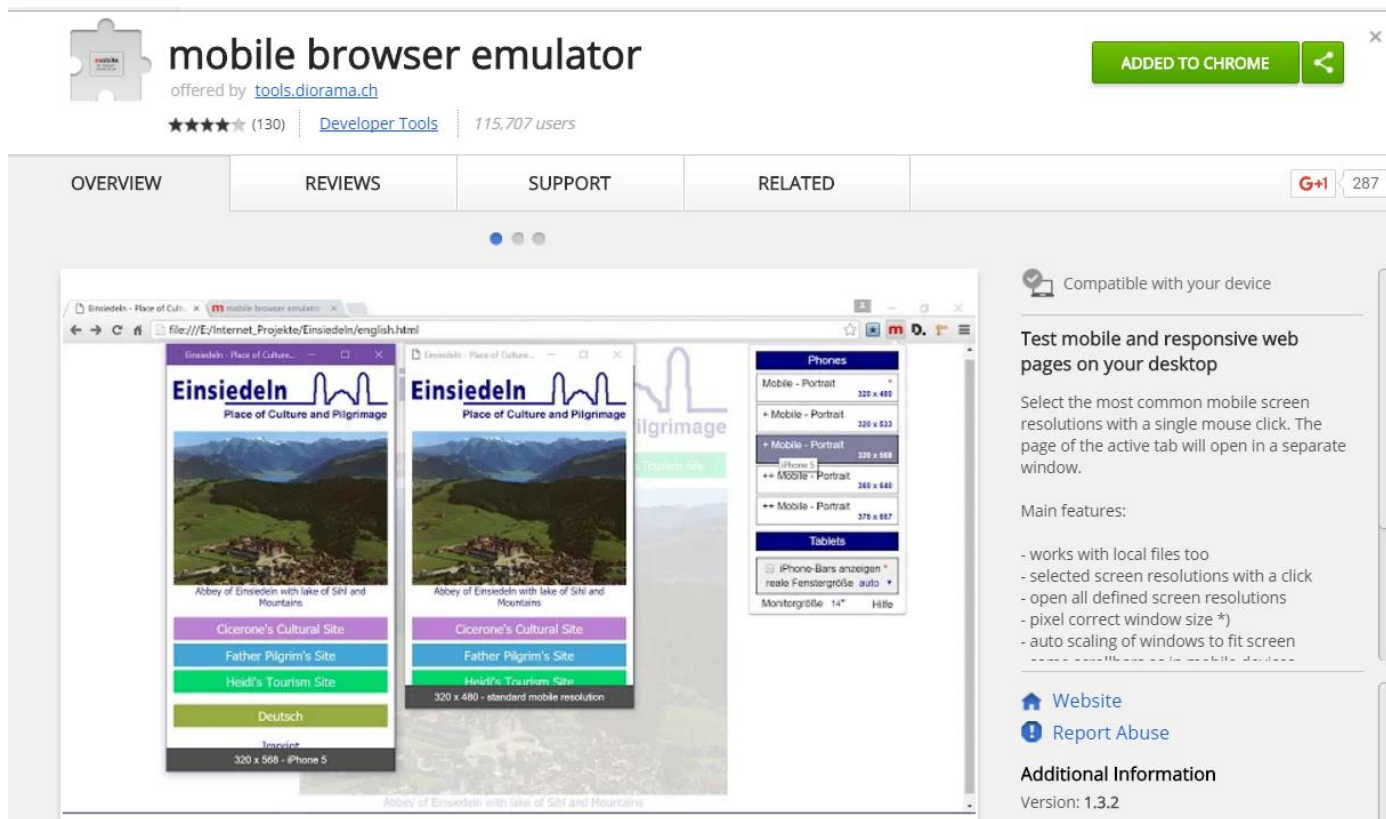 mobile browser emulator
offered by tools.diorama.ch
(130) Developer Tools 115,707 users
ADDED TO CHROME
OVERVIEW REVIEWS SUPPORT RELATED
G+1 287
Einsiedeln - Place of Cult
mobile browser emulator
file:///E:/Internet_Projekte/Einsiedeln/english.html
m D.
Einsiedeln - Place of Culture...
Einsiedeln
Place of Culture and Pilgrimage
Abbey of Einsiedeln with lake of Sihl and
Mountains
Cicerone's Cultural Site
Father Pilgrim's Site
Heidi's Tourism Site
Deutsch
Imprint
320 x 568 - iPhone 5
Einsiedeln - Place of Culture...
Einsiedeln
Place of Culture and Pilgrimage
Abbey of Einsiedeln with lake of Sihl and
Mountains
Cicerone's Cultural Site
Father Pilgrim's Site
Heidi's Tourism Site
320 x 480 - standard mobile resolution
ilgrimage
s Tourism Site
Abbey of Einsiedeln with lake of Sihl and Mountains
Phones
Mobile - Portrait *
320 x 480
+ Mobile - Portrait
320 x 533
+ Mobile - Portrait
320 x 568
iPhone 5
++ Mobile - Portrait
360 x 640
++ Mobile - Portrait
375 x 667
Tablets
iPhone-Bars anzeigen *
reale Fenstergröße auto
Monitorgröße 14" Hilfe
Compatible with your device
Test mobile and responsive web
pages on your desktop
Select the most common mobile screen
resolutions with a single mouse click. The
page of the active tab will open in a separate
window.
Main features:
- works with local files too
- selected screen resolutions with a click
- open all defined screen resolutions
- pixel correct window size *)
- auto scaling of windows to fit screen
Website
Report Abuse
Additional Information
Version: 1.3.2